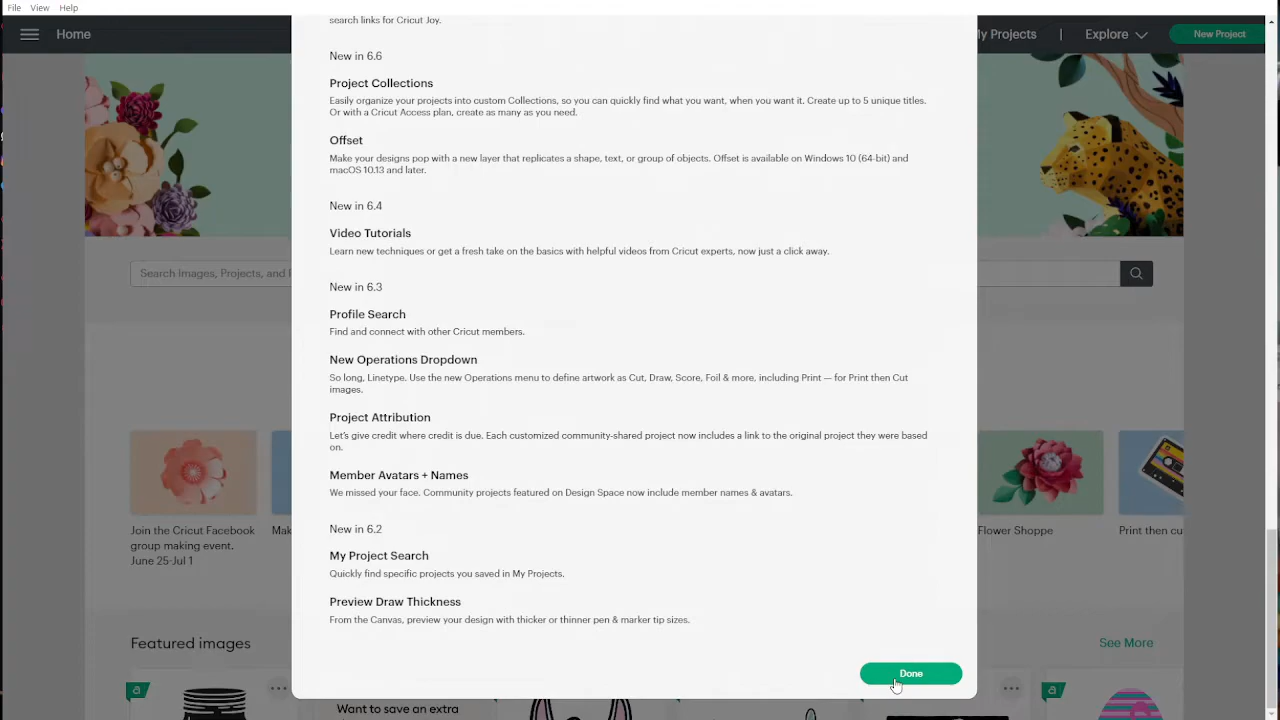 File View Help
Home
My Projects | Explore New Project
search links for Cricut Joy.
New in 6.6
Project Collections
Easily organize your projects into custom Collections, so you can quickly find what you want, when you want it. Create up to 5 unique titles.
Or with a Cricut Access plan, create as many as you need.
Offset
Make your designs pop with a new layer that replicates a shape, text, or group of objects. Offset is available on Windows 10 (64-bit) and
macOS 10.13 and later.
New in 6.4
Video Tutorials
Learn new techniques or get a fresh take on the basics with helpful videos from Cricut experts, now just a click away.
Search Images, Projects, and
New in 6.3
Profile Search
Find and connect with other Cricut members.
New Operations Dropdown
So long, Linetype. Use the new Operations menu to define artwork as Cut, Draw, Score, Foil & more, including Print — for Print then Cut
images.
Project Attribution
Let's give credit where credit is due. Each customized community-shared project now includes a link to the original project they were based
on.
Member Avatars + Names
We missed your face. Community projects featured on Design Space now include member names & avatars.
New in 6.2
My Project Search
Quickly find specific projects you saved in My Projects.
Preview Draw Thickness
From the Canvas, preview your design with thicker or thinner pen & marker tip sizes.
Done
Join the Cricut Facebook
group making event.
June 25-Jul 1
Flower Shoppe
Print then cu
Featured images
See More
a
a
Want to save an extra